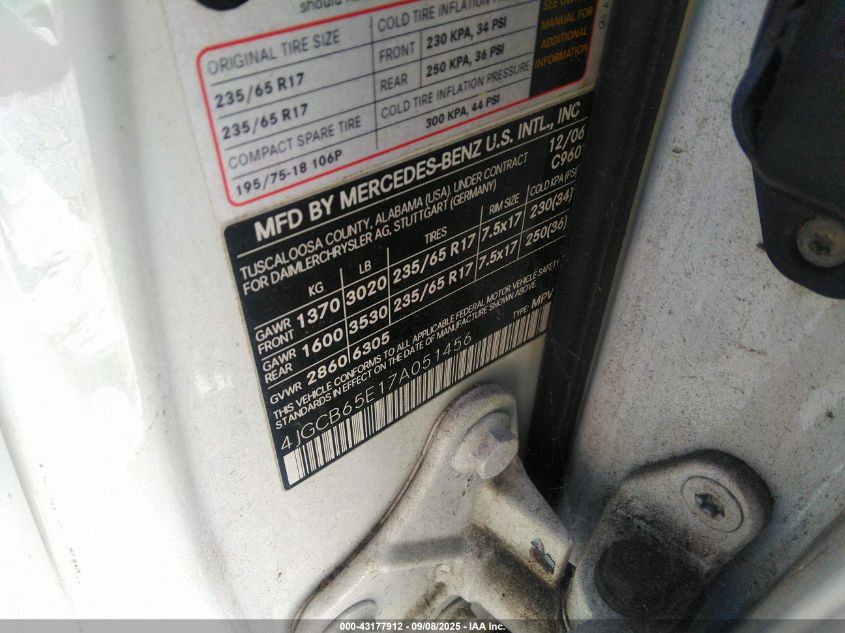 should n
ORIGINAL TIRE SIZE COLD TIRE INFLATION P
235/65 R17 FRONT 230 KPA, 34 PSI
235/65 R17 REAR 250 KPA, 36 PSI
COMPACT SPARE TIRE COLD TIRE INFLATION PRESSURE
195/75-18 106P 300 KPA, 44 PSI
SEE OWN
MANUAL FOR
ADDITIONAL
INFORMATION
MFD BY MERCEDES-BENZ U.S. INTL., INC
TUSCALOOSA COUNTY, ALABAMA (USA) UNDER CONTRACT 12/06
FOR DAIMLERCHRYSLER AG, STUTTGART (GERMANY) C960
KG LB TIRES RIM SIZE COLD KPA (PSI
GAWR FRONT 1370 3020 235/65 R17 7.5x17 230(34)
GAWR REAR 1600 3530 235/65 R17 7.5x17 250(36)
GVWR 2860 6305
THIS VEHICLE CONFORMS TO ALL APPLICABLE FEDERAL MOTOR VEHICLE SAFETY
STANDARDS IN EFFECT ON THE DATE OF MANUFACTURE SHOWN ABOVE. TYPE: MPV
4JGCB65E17A051456
000-43177912 - 09/08/2025 - © IAA Inc.